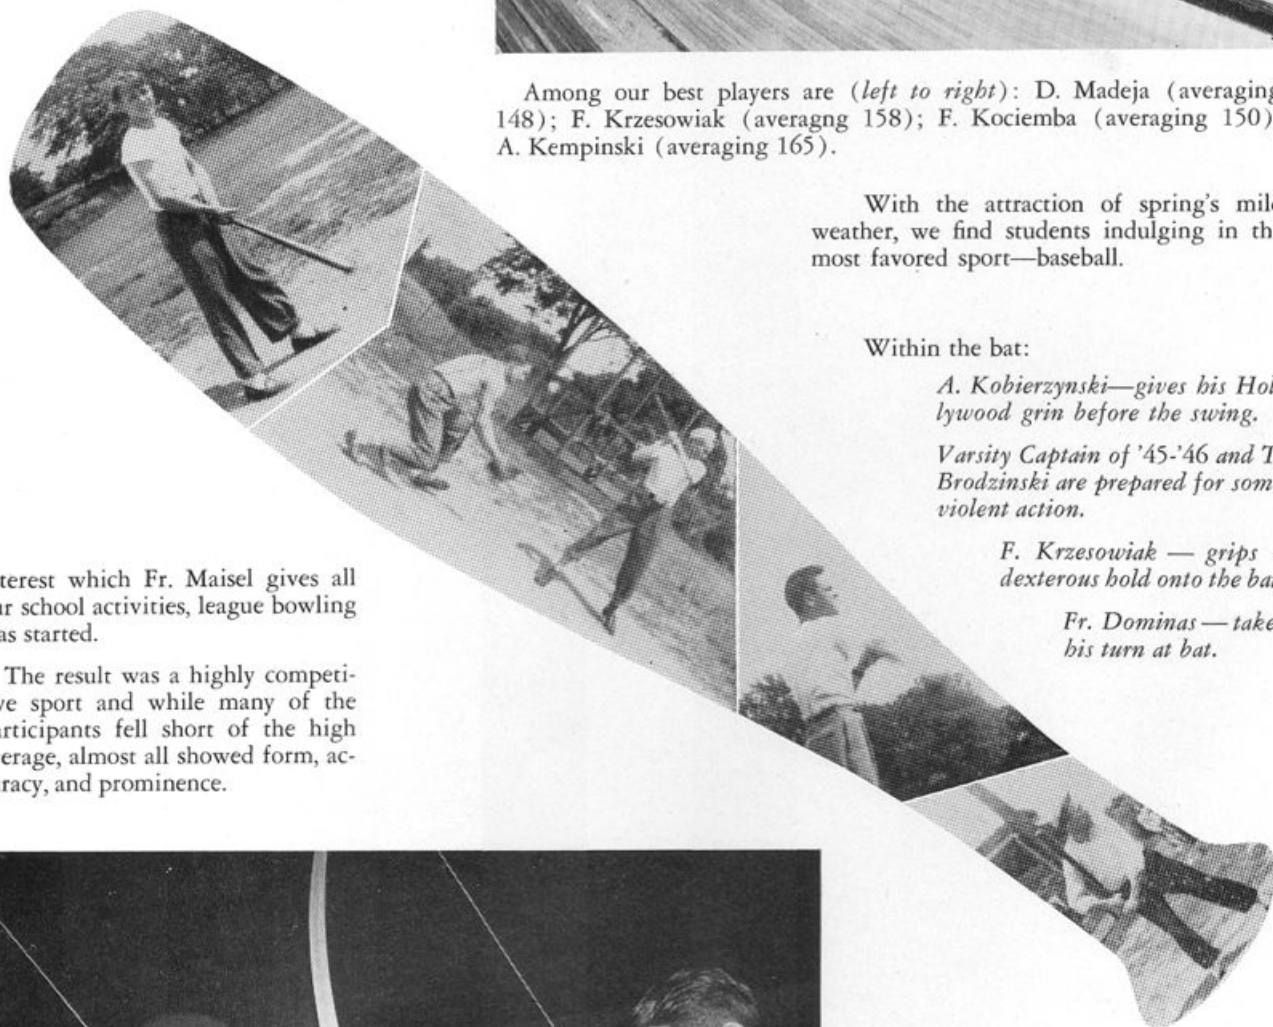 Among our best players are (left to right): D. Madeja (averaging
148); F. Krzesowiak (averagng 158); F. Kociemba (averaging 150)
A. Kempinski (averaging 165).
With the attraction of spring's mil
weather, we find students indulging in th
most favored sport—baseball.
Within the bat:
A. Kobierzynski—gives his Hol
lywood grin before the swing.
Varsity Captain of '45-'46 and T
Brodzinski are prepared for som
violent action.
F. Krzesowiak — grips
dexterous hold onto the ba
Fr. Dominas — take
his turn at bat.
terest which Fr. Maisel gives all
ur school activities, league bowling
as started.
The result was a highly competi-
ve sport and while many of the
articipants fell short of the high
erage, almost all showed form, ac-
racy, and prominence.